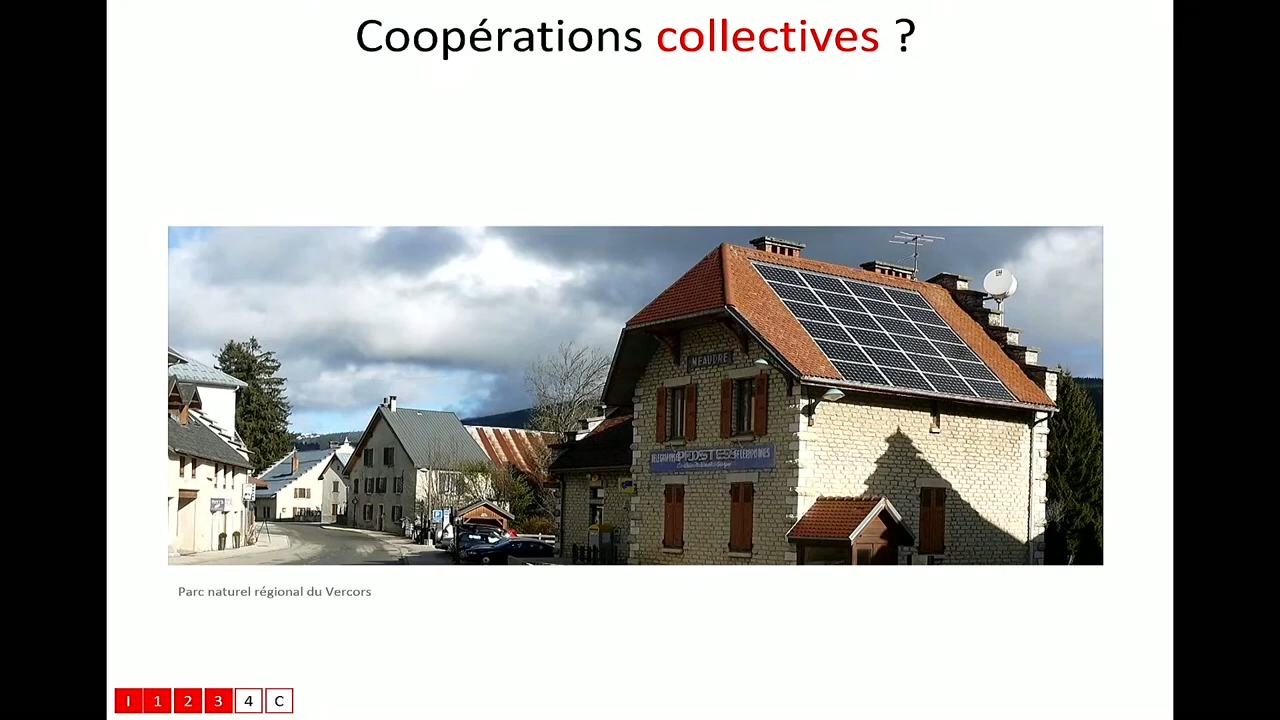 Coopérations collectives ?
MEAUDRE
POSTES
Parc naturel régional du Vercors
I 1 2 3 4 C